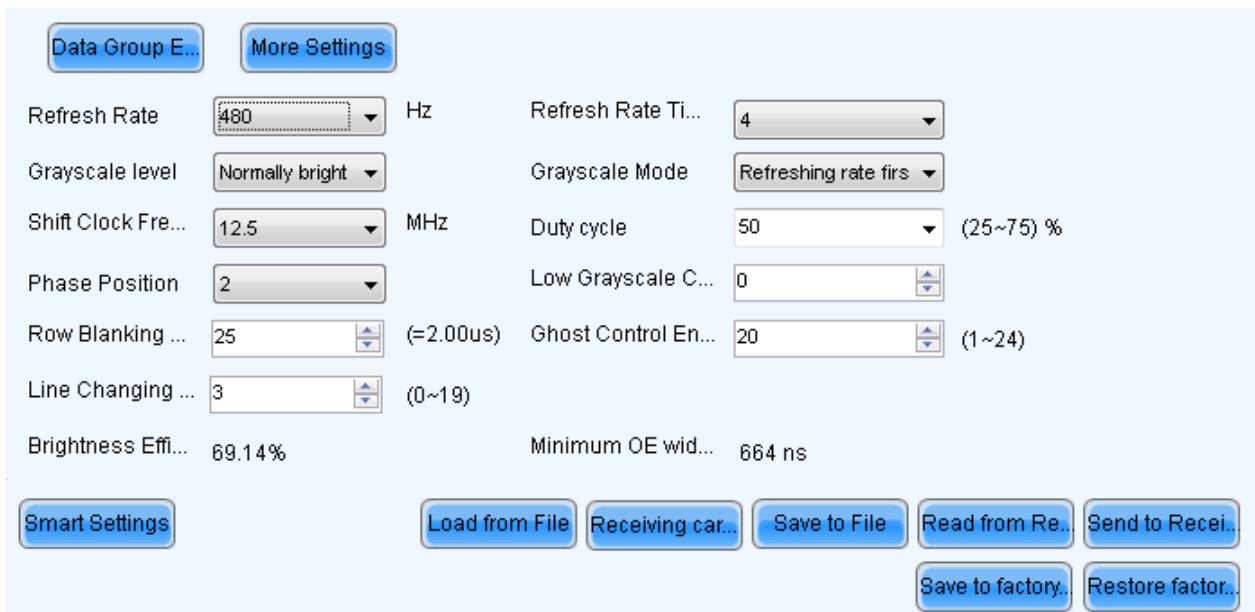 Data Group E... More Settings
Refresh Rate 480 Hz Refresh Rate Ti... 4
Grayscale level Normally bright Grayscale Mode Refreshing rate firs
Shift Clock Fre... 12.5 MHz Duty cycle 50 (25~75) %
Phase Position 2 Low Grayscale C... 0
Row Blanking ... 25 (=2.00us) Ghost Control En... 20 (1~24)
Line Changing ... 3 (0~19)
Brightness Effi... 69.14% Minimum OE wid... 664 ns
Smart Settings Load from File Receiving car... Save to File Read from Re... Send to Recei...
Save to factory... Restore factor...